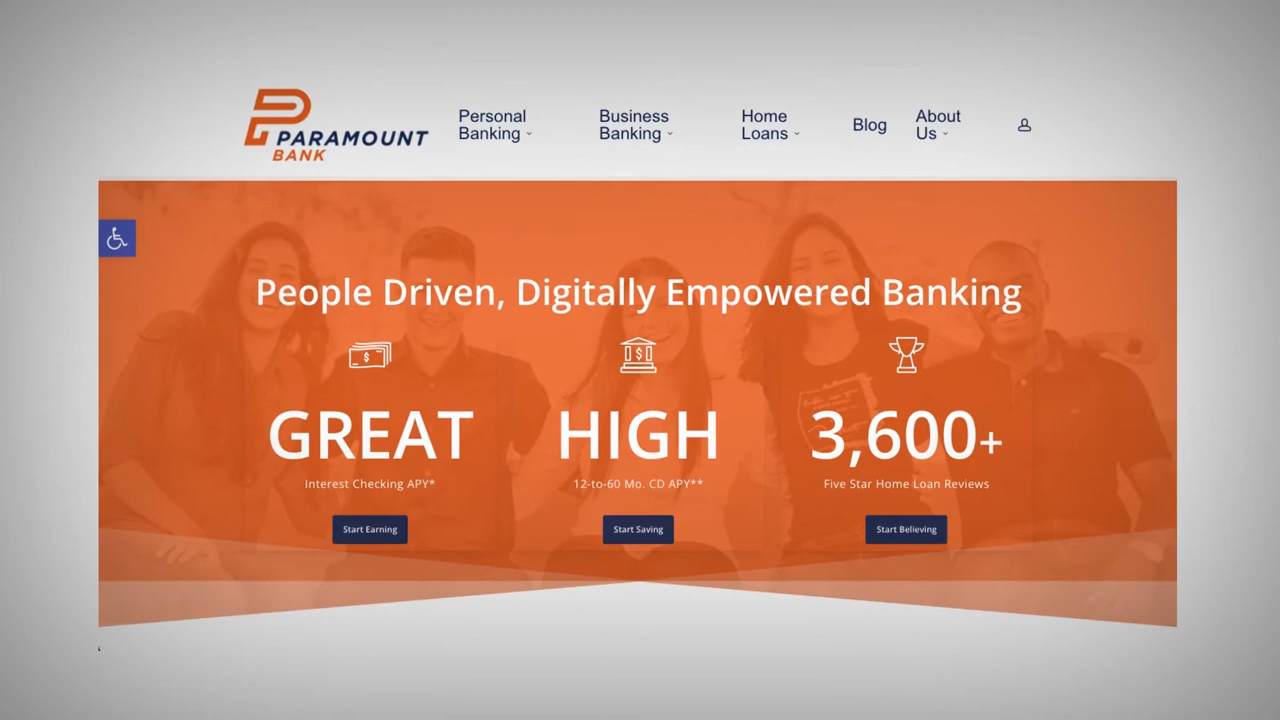 PARAMOUNT
BANK
Personal
Banking
Business
Banking
Home
Loans
Blog
About
Us
People Driven, Digitally Empowered Banking
GREAT
HIGH
3,600+
Interest Checking APY*
12-to-60 Mo. CD APY**
Five Star Home Loan Reviews
Start Earning
Start Saving
Start Believing